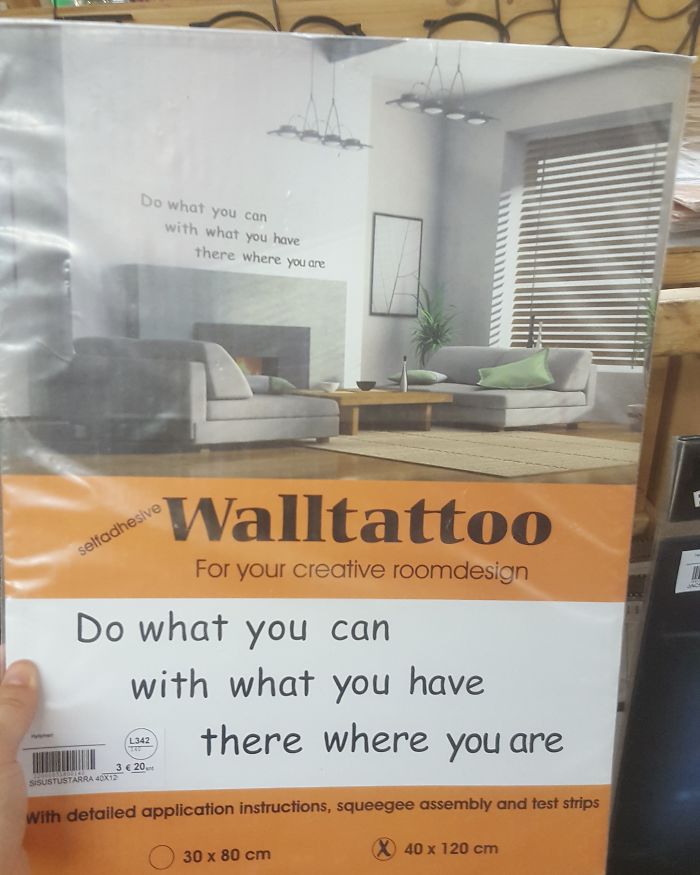 Do what you can
with what you have
there where you are
selfadhesive
Walltattoo
For your creative roomdesign
Do what you can
with what you have
there where you are
L342
3 € 20
SISUSTUSTARRA 40X12
With detailed application instructions, squeegee assembly and test strips
30 x 80 cm
X 40 x 120 cm